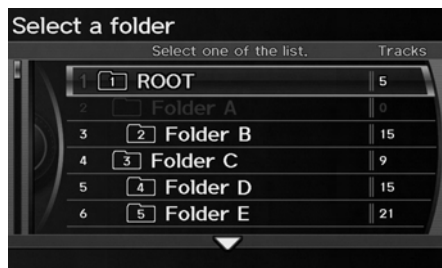 Select a folder
Select one of the list. Tracks
1 1 ROOT 5
2 Folder A 0
3 2 Folder B 15
4 3 Folder C 9
5 4 Folder D 15
6 5 Folder E 21